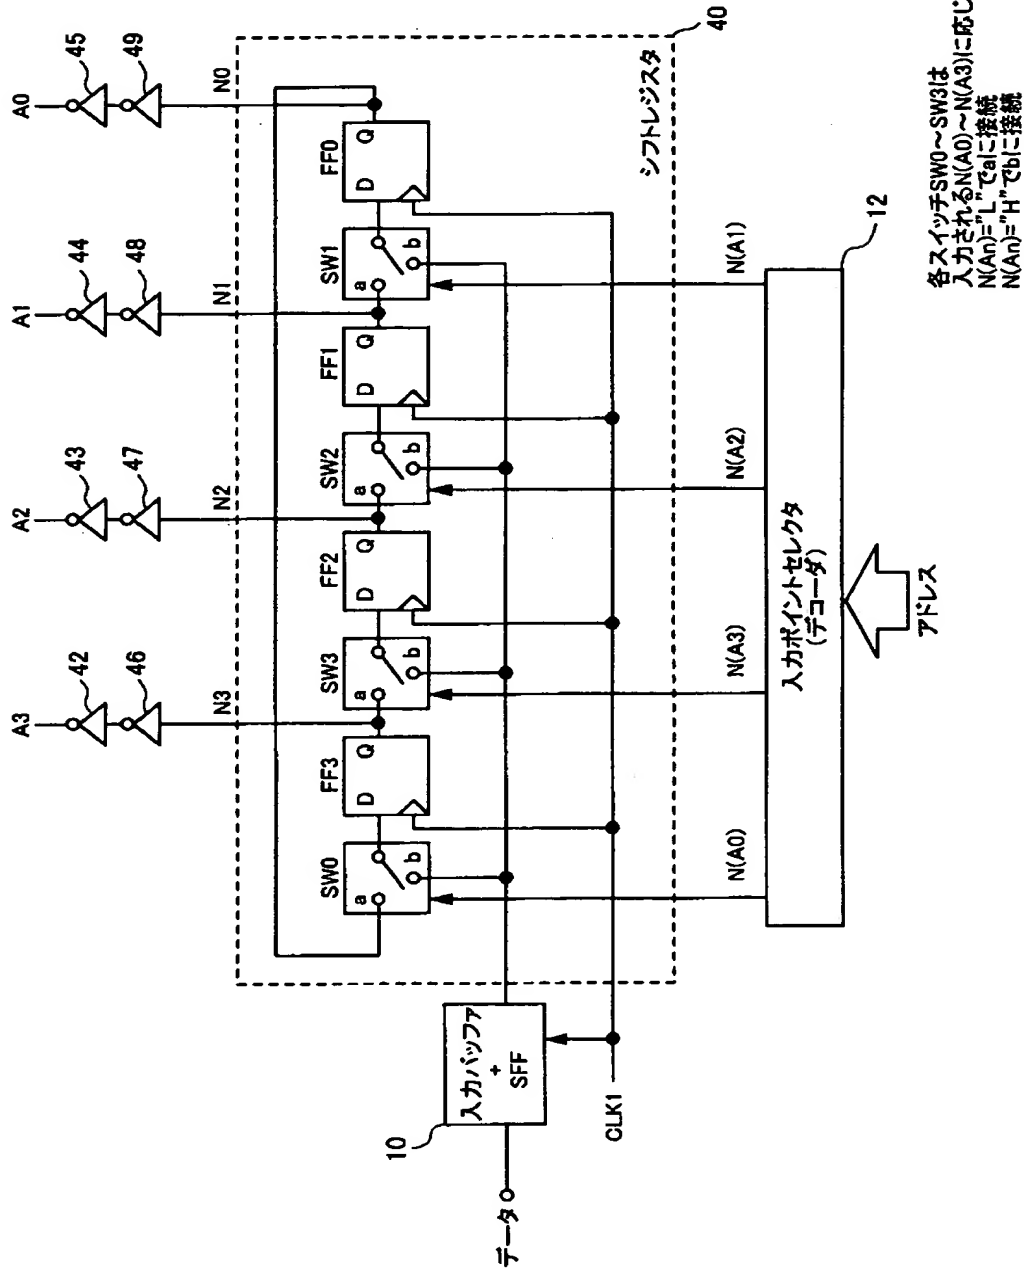 A3
A2
A1
A0
42
43
44
45
46
47
48
49
N3
N2
N1
N0
SW0
FF3
SW3
FF2
SW2
FF1
SW1
FF0
a
b
D
Q
a
b
D
Q
a
b
D
Q
a
b
D
Q
40
シフトレジスタ
10
入力バッファ
+
SFF
データ
CLK1
N(A0)
N(A3)
N(A2)
N(A1)
12
入力ポイントセレクタ
(デコーダ)
アドレス
各スイッチSW0～SW3は
入力されるN(A0)～N(A3)に応じ
N(An)="L"でaに接続
N(An)="H"でbに接続